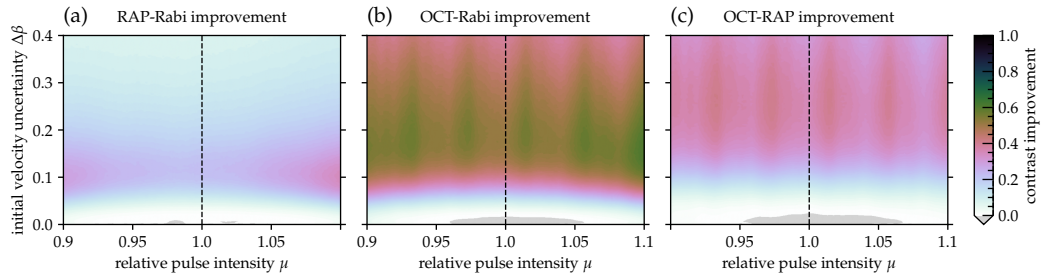 (a) RAP-Rabi improvement
(b) OCT-Rabi improvement
(c) OCT-RAP improvement
initial velocity uncertainty Δβ
0.4
0.3
0.2
0.1
0.0
0.9 0.95 1.0 1.05
relative pulse intensity μ
0.9 0.95 1.0 1.05 1.1
relative pulse intensity μ
0.95 1.0 1.05 1.1
relative pulse intensity μ
1.0
0.8
0.6
0.4
0.2
0.0
contrast improvement